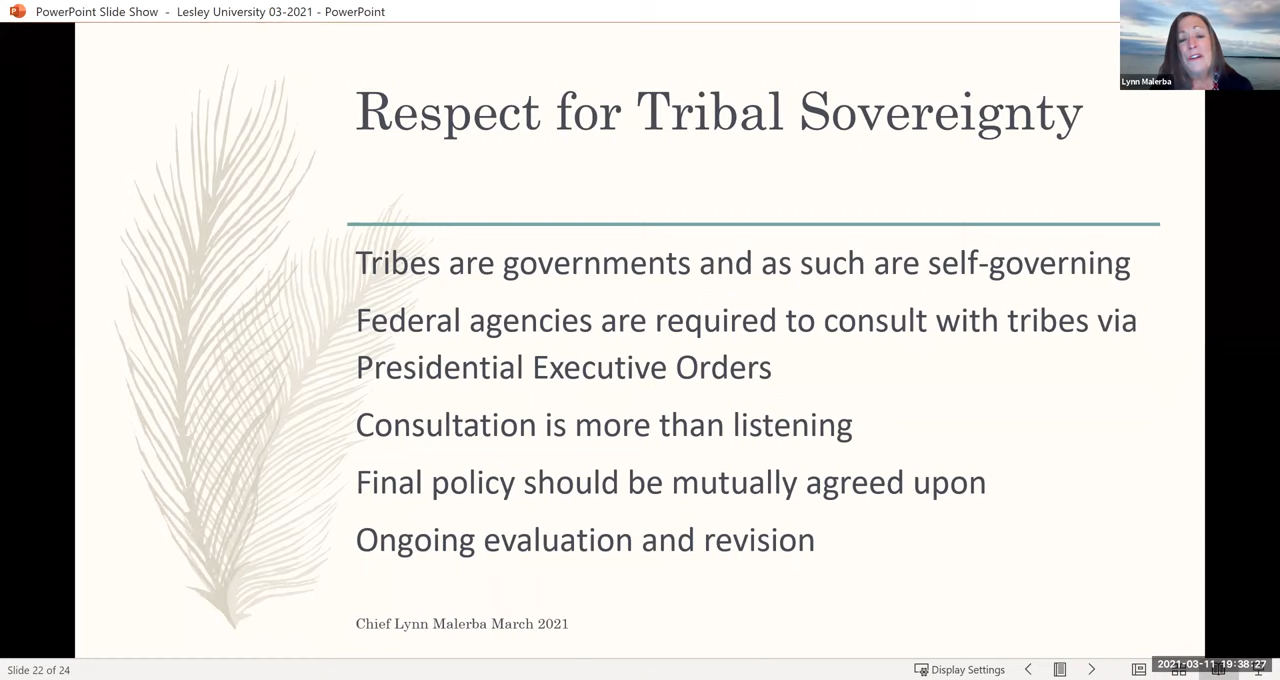 PowerPoint Slide Show - Lesley University 03-2021 - PowerPoint
Lynn Malerba
Respect for Tribal Sovereignty
Tribes are governments and as such are self-governing
Federal agencies are required to consult with tribes via
Presidential Executive Orders
Consultation is more than listening
Final policy should be mutually agreed upon
Ongoing evaluation and revision
Chief Lynn Malerba March 2021
Slide 22 of 24
Display Settings
2021-03-11 19:38:27